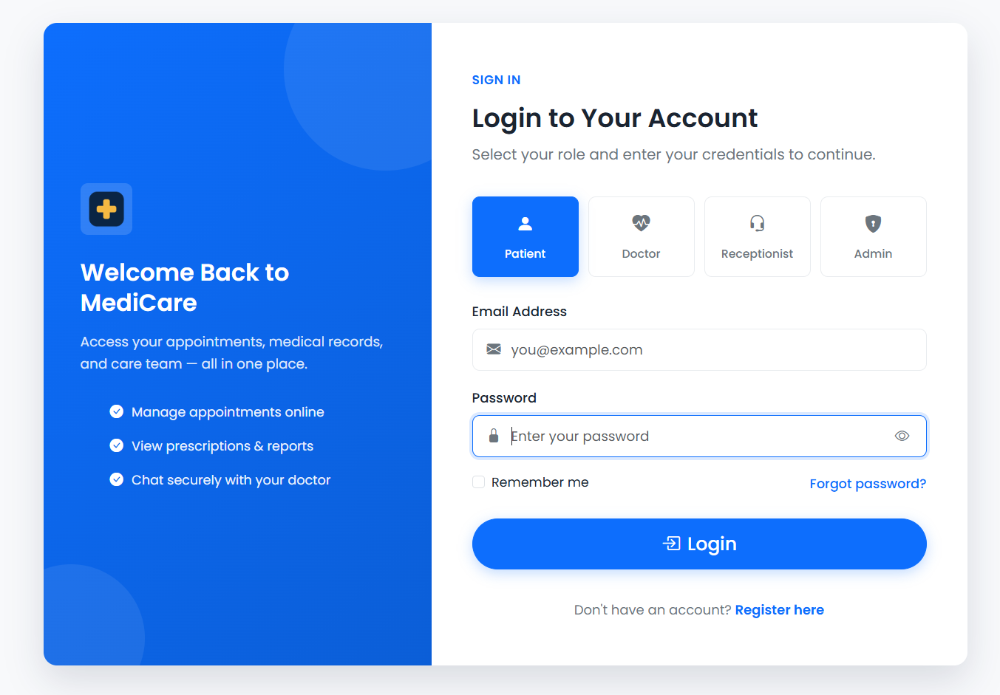 Welcome Back to
MediCare
Access your appointments, medical records,
and care team — all in one place.
Manage appointments online
View prescriptions & reports
Chat securely with your doctor
SIGN IN
Login to Your Account
Select your role and enter your credentials to continue.
Patient
Doctor
Receptionist
Admin
Email Address
you@example.com
Password
Enter your password
Remember me
Forgot password?
Login
Don't have an account? Register here